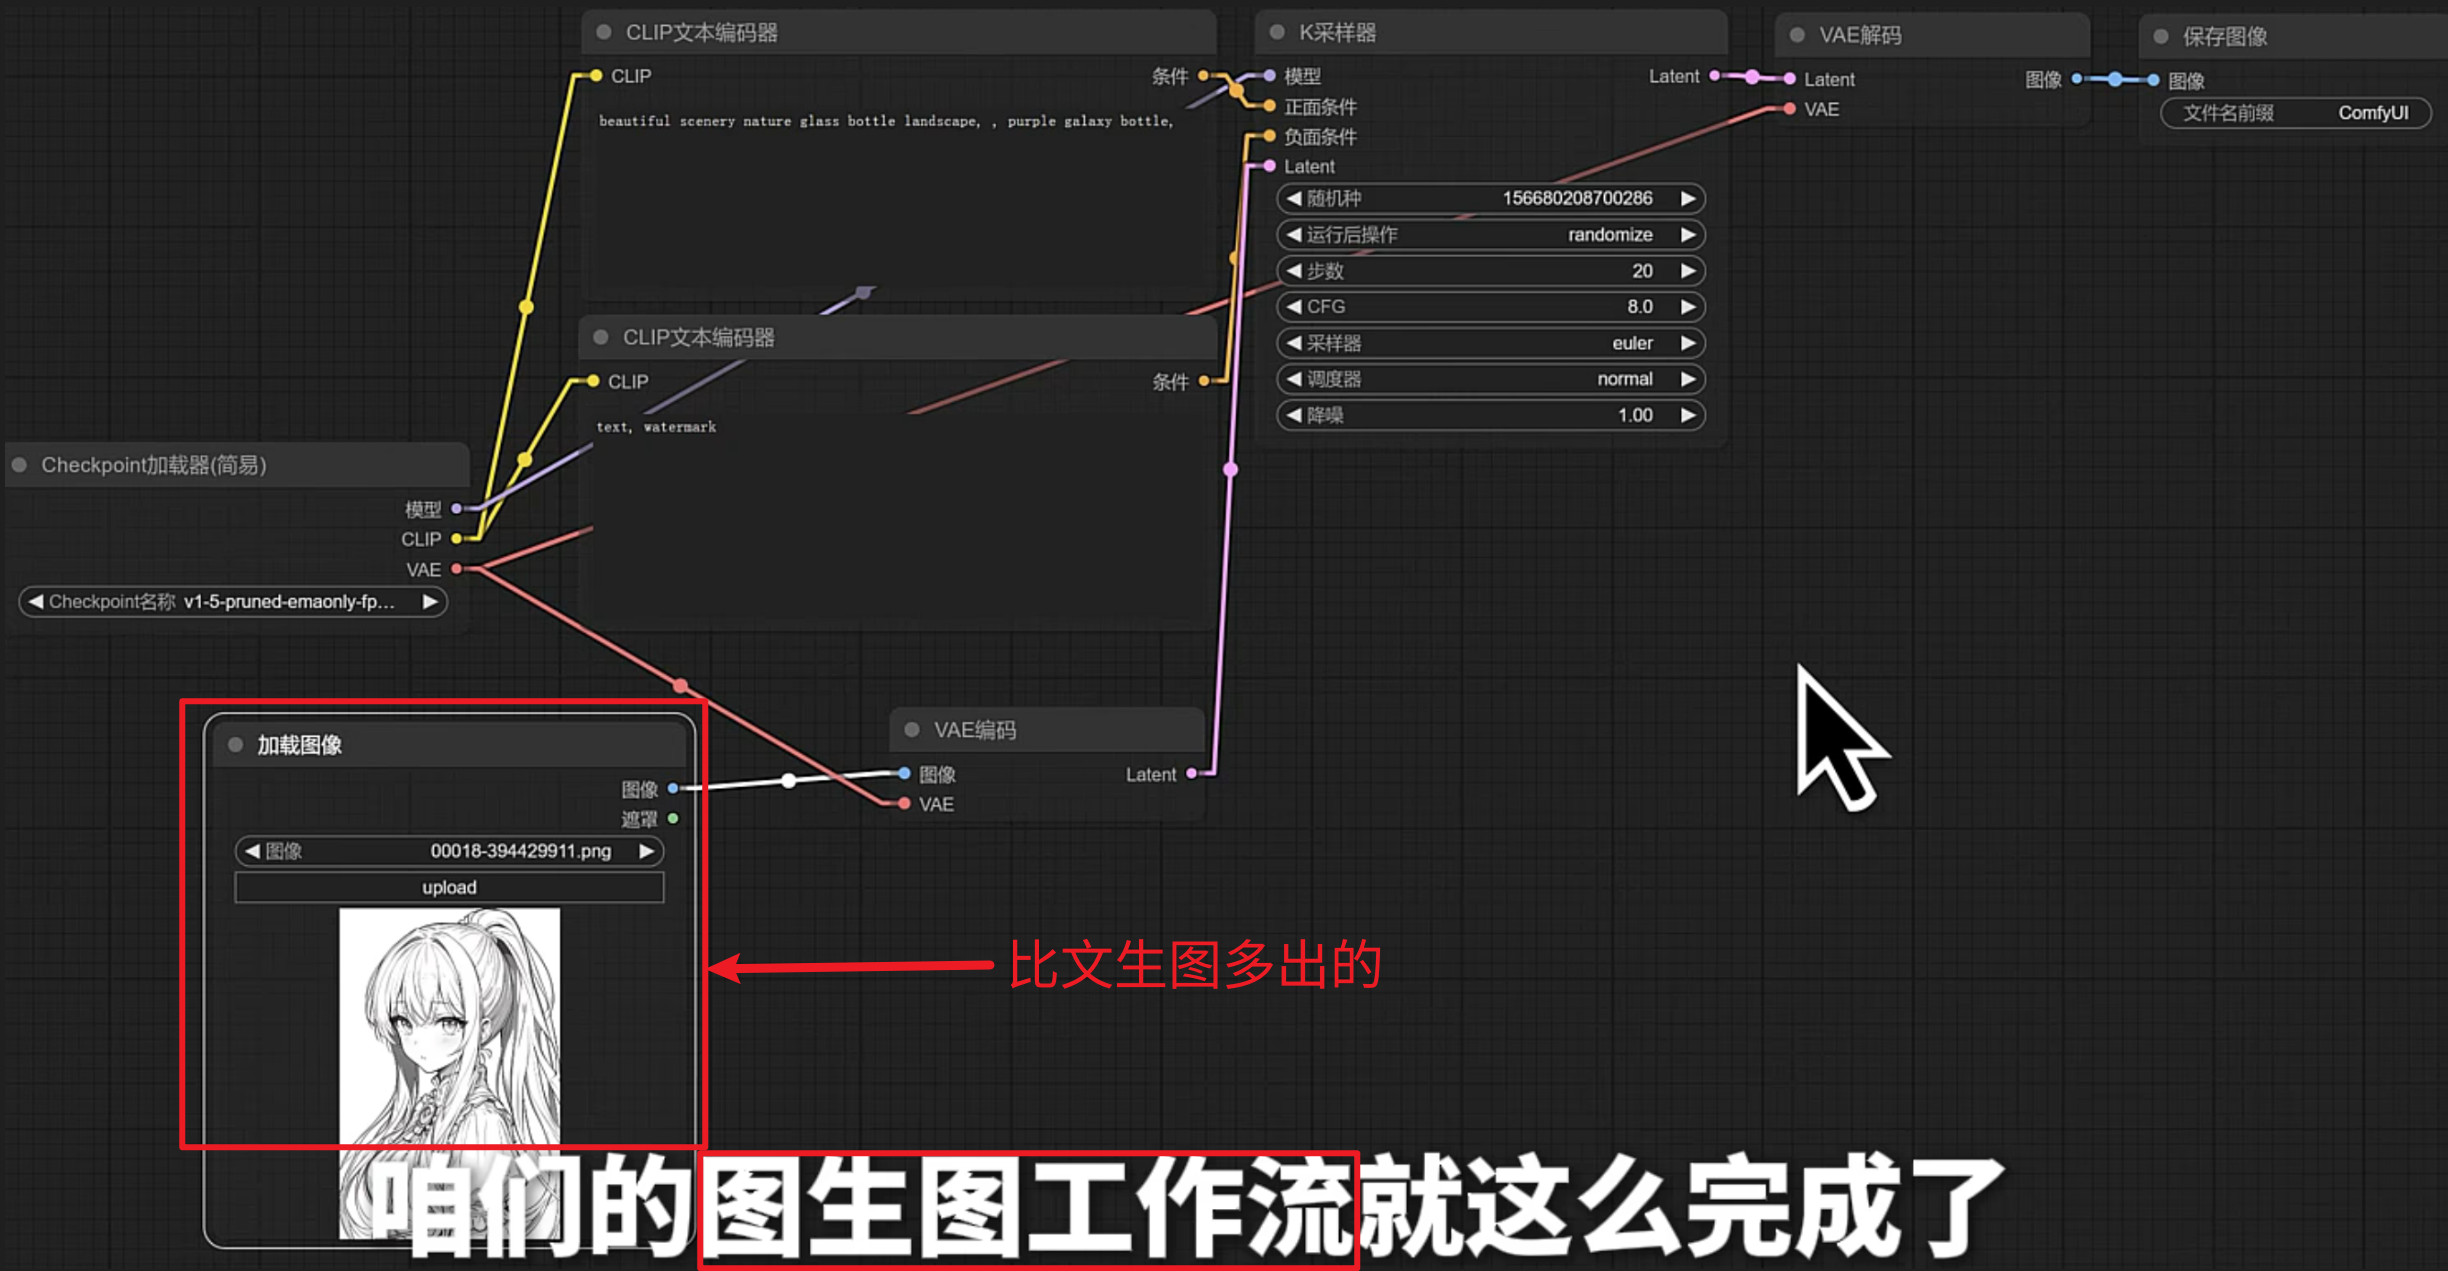 CLIP文本编码器
CLIP
条件
beautiful scenery nature glass bottle landscape, , purple galaxy bottle,
CLIP文本编码器
CLIP
条件
text, watermark
K采样器
模型
Latent
正面条件
负面条件
Latent
随机种 156680208700286
运行后操作 randomize
步数 20
CFG 8.0
采样器 euler
调度器 normal
降噪 1.00
VAE解码
Latent
图像
VAE
保存图像
图像
文件名前缀 ComfyUI
Checkpoint加载器(简易)
模型
CLIP
VAE
Checkpoint名称 v1-5-pruned-emaonly-fp...
加载图像
图像
遮罩
图像 00018-394429911.png
upload
VAE编码
图像
Latent
VAE
比文生图多出的
咱们的图生图工作流就这么完成了